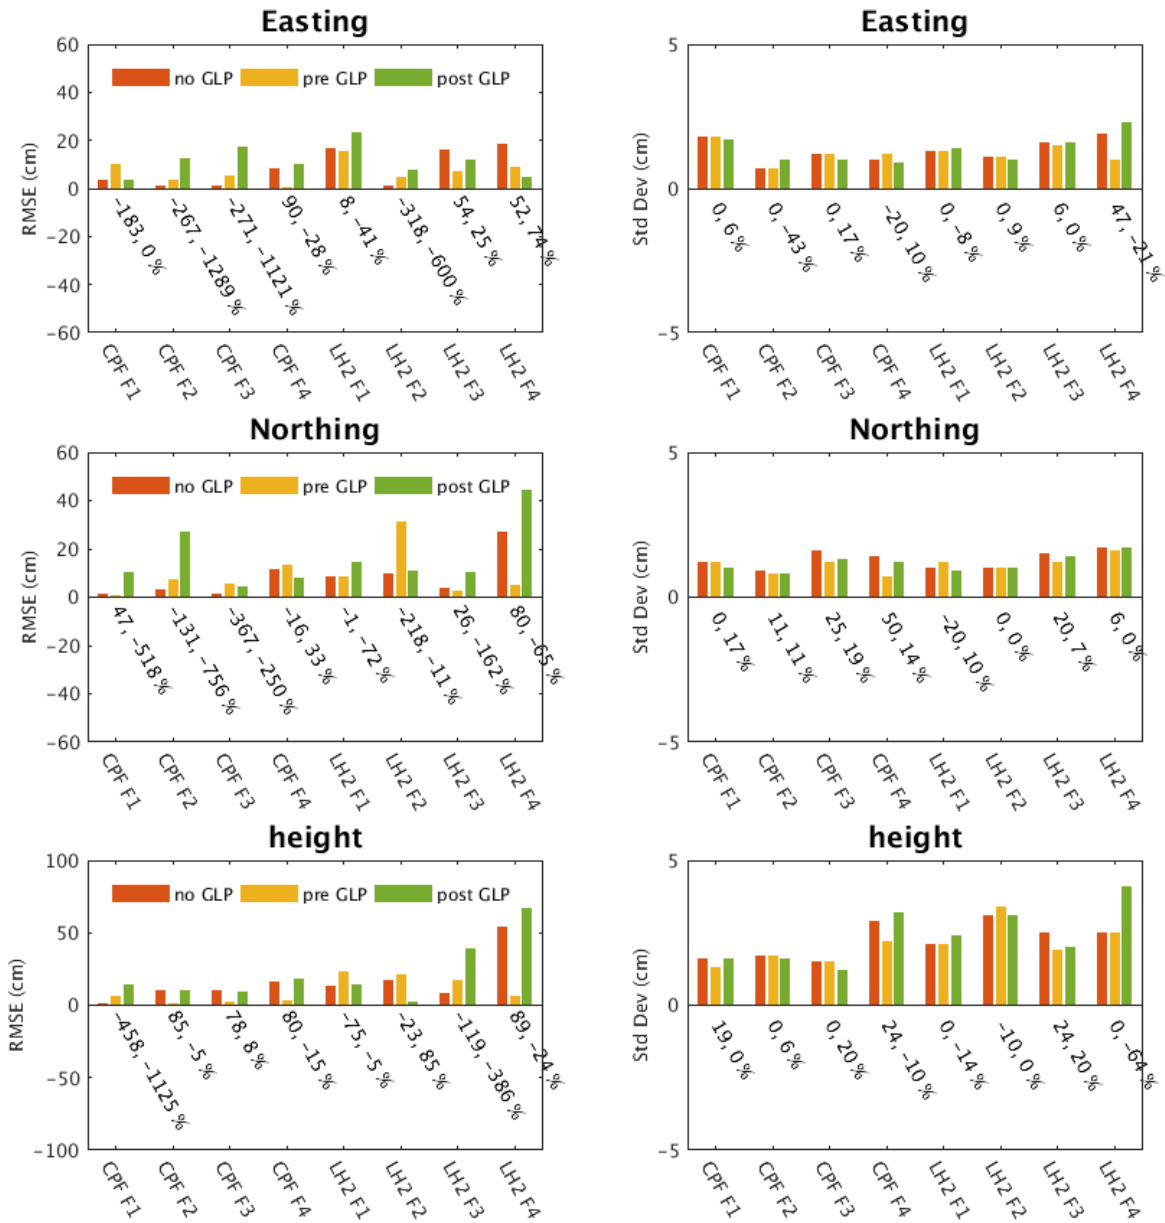 Easting
60
40
20
0
−20
−40
−60
RMSE (cm)
no GLP pre GLP post GLP
−183, 0 %
−267, −1289 %
−271, −1121 %
90, −28 %
8, −41 %
−318, −600 %
54, 25 %
52, 74 %
CPF F1
CPF F2
CPF F3
CPF F4
LH2 F1
LH2 F2
LH2 F3
LH2 F4
Easting
5
0
−5
Std Dev (cm)
0, 6 %
0, −43 %
0, 17 %
−20, 10 %
0, −8 %
0, 9 %
6, 0 %
47, −21 %
CPF F1
CPF F2
CPF F3
CPF F4
LH2 F1
LH2 F2
LH2 F3
LH2 F4
Northing
60
40
20
0
−20
−40
−60
RMSE (cm)
no GLP pre GLP post GLP
47, −518 %
−131, −756 %
−367, −250 %
−16, 33 %
−1, −72 %
−218, −11 %
26, −162 %
80, −65 %
CPF F1
CPF F2
CPF F3
CPF F4
LH2 F1
LH2 F2
LH2 F3
LH2 F4
Northing
5
0
−5
Std Dev (cm)
0, 17 %
11, 11 %
25, 19 %
50, 14 %
−20, 10 %
0, 0 %
20, 7 %
6, 0 %
CPF F1
CPF F2
CPF F3
CPF F4
LH2 F1
LH2 F2
LH2 F3
LH2 F4
height
100
50
0
−50
−100
RMSE (cm)
no GLP pre GLP post GLP
−458, −1125 %
85, −5 %
78, 8 %
80, −15 %
−75, −5 %
−23, 85 %
−119, −386 %
89, −24 %
CPF F1
CPF F2
CPF F3
CPF F4
LH2 F1
LH2 F2
LH2 F3
LH2 F4
height
5
0
−5
Std Dev (cm)
19, 0 %
0, 6 %
0, 20 %
24, −10 %
0, −14 %
−10, 0 %
24, 20 %
0, −64 %
CPF F1
CPF F2
CPF F3
CPF F4
LH2 F1
LH2 F2
LH2 F3
LH2 F4